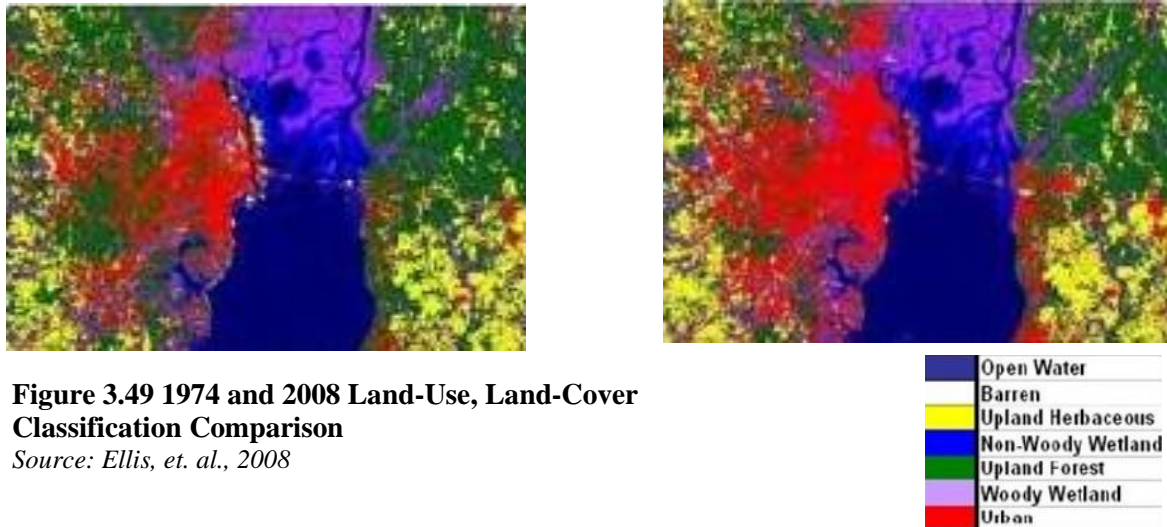 Figure 3.49 1974 and 2008 Land-Use, Land-Cover
Classification Comparison
Source: Ellis, et. al., 2008
Open Water
Barren
Upland Herbaceous
Non-Woody Wetland
Upland Forest
Woody Wetland
Urban